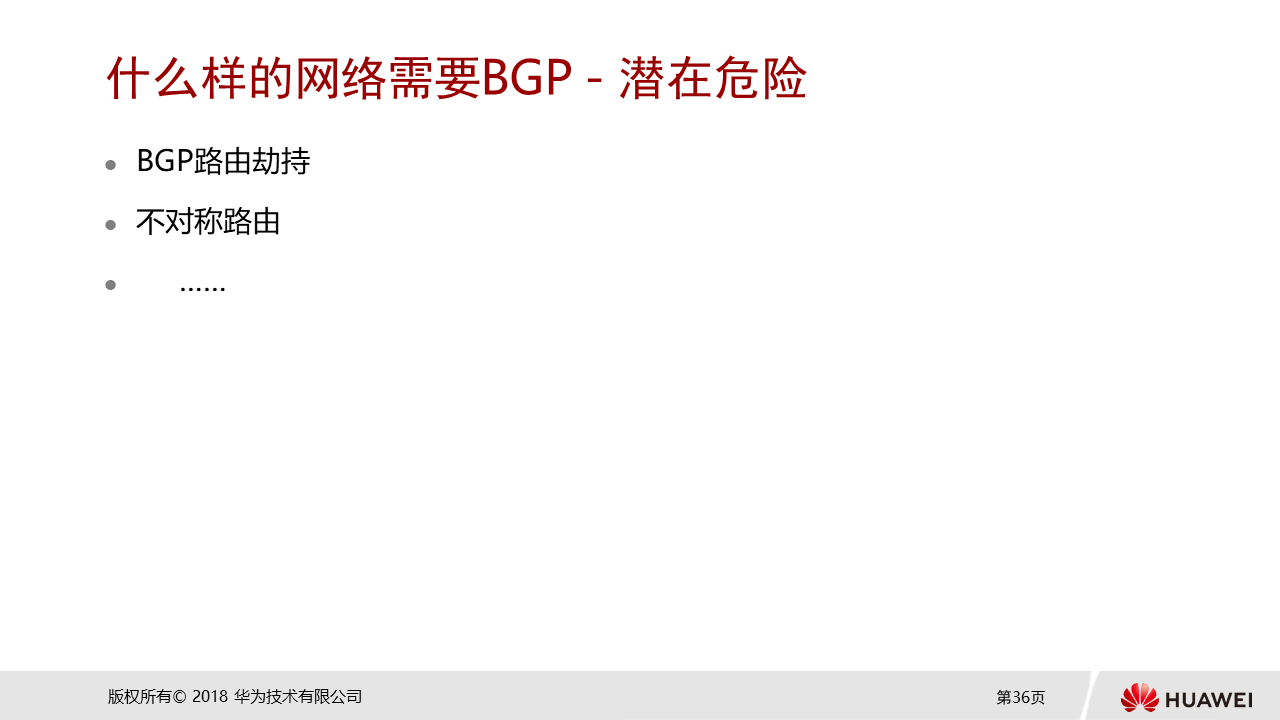 什么样的网络需要BGP - 潜在危险
BGP路由劫持
不对称路由
......
版权所有© 2018 华为技术有限公司
第36页
HUAWEI